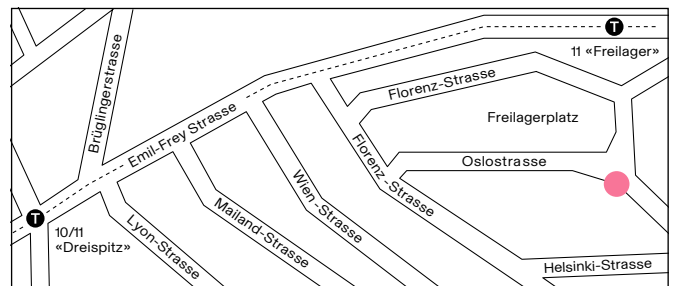 T
11 «Freilager»
Brüglingerstrasse
Florenz-Strasse
Freilagerplatz
Emil-Frey Strasse
Florenz-Strasse
Oslostrasse
Wien-Strasse
Mailand-Strasse
T
10/11
«Dreispitz»
Lyon-Strasse
Helsinki-Strasse